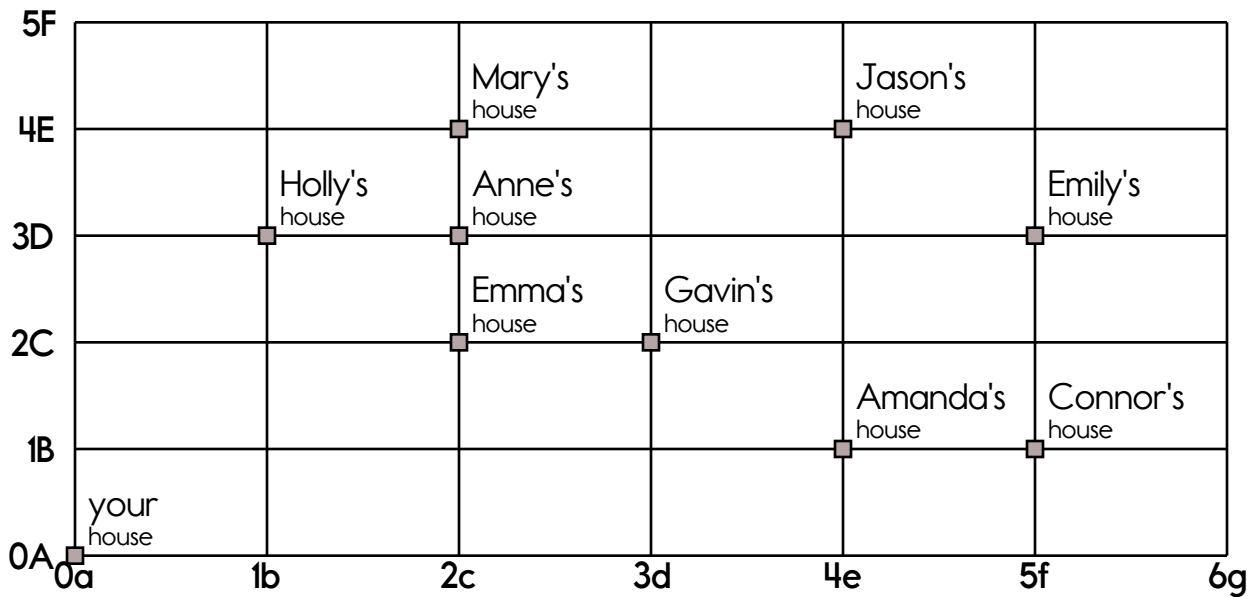 5F
Mary's
house
Jason's
house
4E
Holly's
house
Anne's
house
Emily's
house
3D
Emma's
house
Gavin's
house
2C
Amanda's
house
Connor's
house
1B
your
house
0A
0a 1b 2c 3d 4e 5f 6g